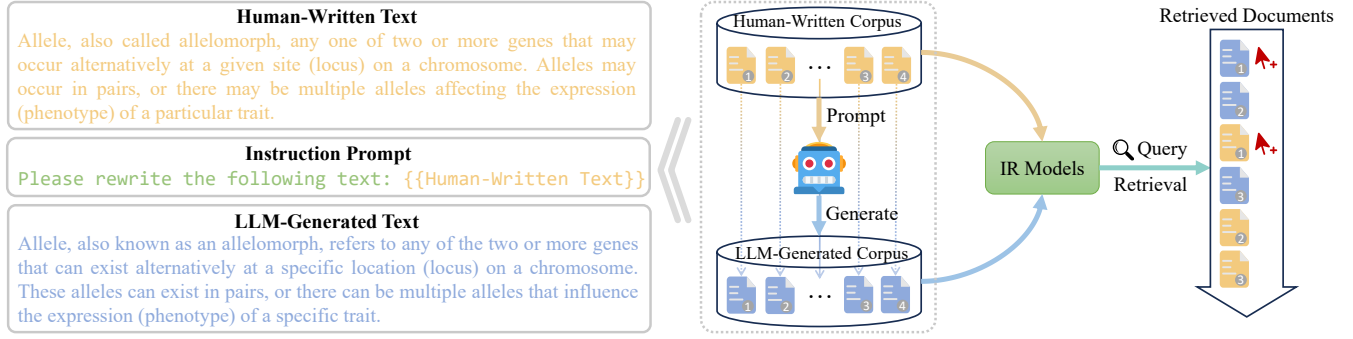 Human-Written Text
Allele, also called allelomorph, any one of two or more genes that may
occur alternatively at a given site (locus) on a chromosome. Alleles may
occur in pairs, or there may be multiple alleles affecting the expression
(phenotype) of a particular trait.
Instruction Prompt
Please rewrite the following text: {{Human-Written Text}}
LLM-Generated Text
Allele, also known as an allelomorph, refers to any of the two or more genes
that can exist alternatively at a specific location (locus) on a chromosome.
These alleles can exist in pairs, or there can be multiple alleles that influence
the expression (phenotype) of a specific trait.
Human-Written Corpus
1 2 ... 3 4
Prompt
Generate
LLM-Generated Corpus
1 2 ... 3 4
IR Models
Query
Retrieval
Retrieved Documents
1
2
1
3
2
3